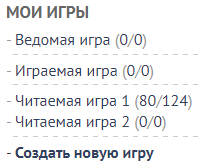 МОИ ИГРЫ
- Ведомая игра (0/0)
- Играемая игра (0/0)
- Читаемая игра 1 (80/124)
- Читаемая игра 2 (0/0)
- Создать новую игру